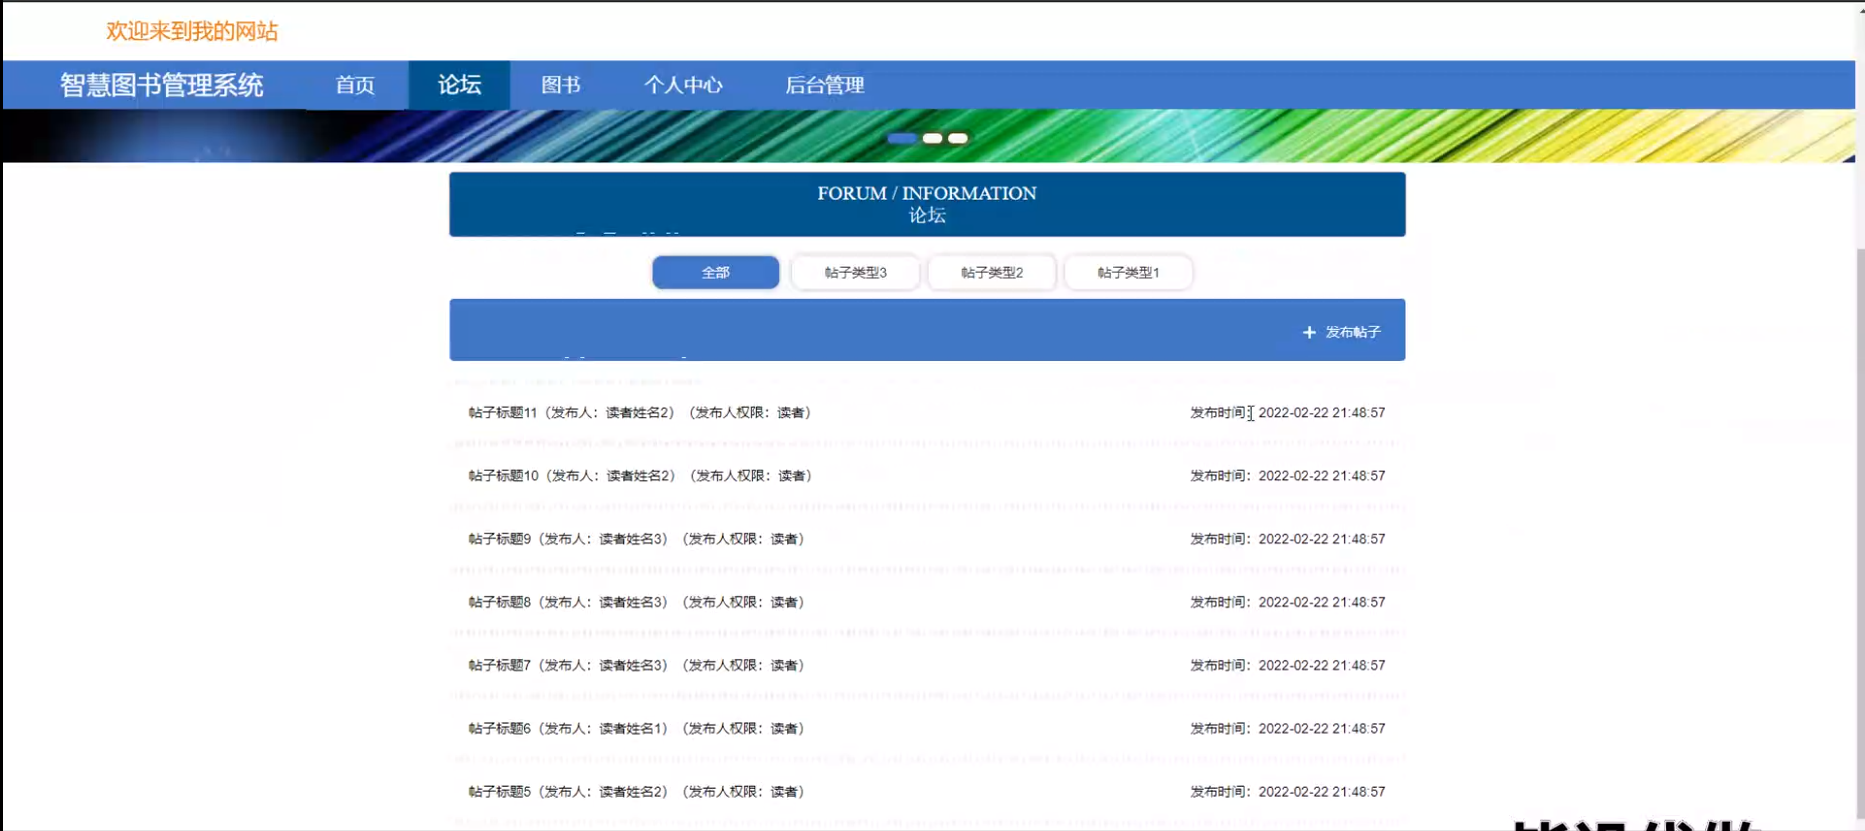 欢迎来到我的网站
智慧图书管理系统 首页 论坛 图书 个人中心 后台管理
FORUM / INFORMATION
论坛
全部 帖子类型3 帖子类型2 帖子类型1
+ 发布帖子
帖子标题11（发布人：读者姓名2）（发布人权限：读者） 发布时间：2022-02-22 21:48:57
帖子标题10（发布人：读者姓名2）（发布人权限：读者） 发布时间：2022-02-22 21:48:57
帖子标题9（发布人：读者姓名3）（发布人权限：读者） 发布时间：2022-02-22 21:48:57
帖子标题8（发布人：读者姓名3）（发布人权限：读者） 发布时间：2022-02-22 21:48:57
帖子标题7（发布人：读者姓名3）（发布人权限：读者） 发布时间：2022-02-22 21:48:57
帖子标题6（发布人：读者姓名1）（发布人权限：读者） 发布时间：2022-02-22 21:48:57
帖子标题5（发布人：读者姓名2）（发布人权限：读者） 发布时间：2022-02-22 21:48:57